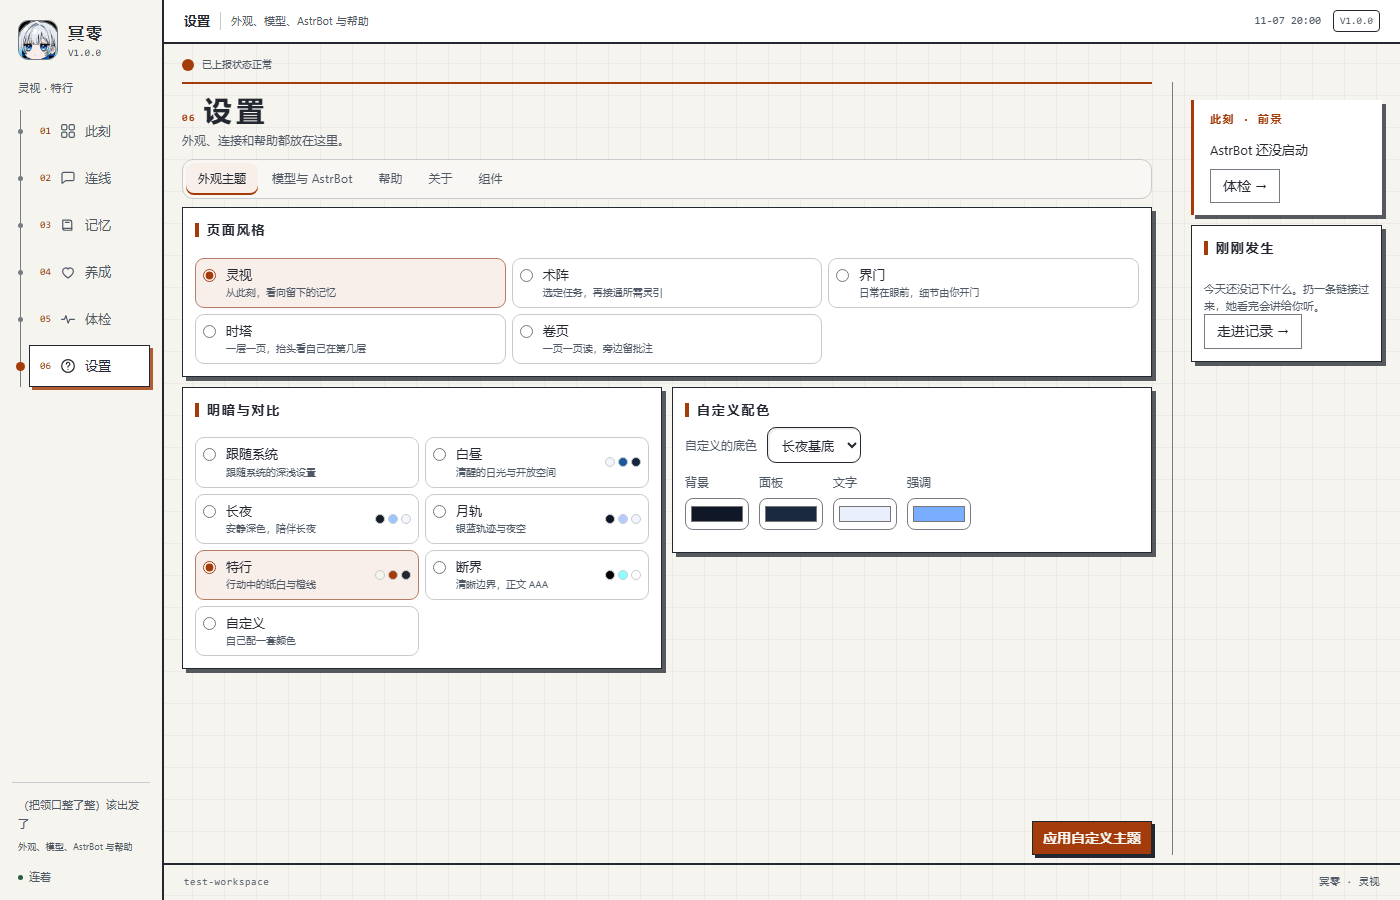 冥零
V1.0.0
灵视 · 特行
01 此刻
02 连线
03 记忆
04 养成
05 体检
06 设置
（把领口整了整）该出发
了
外观、模型、AstrBot 与帮助
连着
设置
外观、模型、AstrBot 与帮助
11-07 20:00
V1.0.0
已上报状态正常
06 设置
外观、连接和帮助都放在这里。
外观主题
模型与 AstrBot
帮助
关于
组件
页面风格
灵视
从此刻，看向留下的记忆
术阵
选定任务，再接通所需灵引
界门
日常在眼前，细节由你开门
时塔
一层一页，抬头看自己在第几层
卷页
一页一页读，旁边留批注
明暗与对比
跟随系统
跟随系统的深浅设置
白昼
清醒的日光与开放空间
长夜
安静深色，陪伴长夜
月轨
银蓝轨迹与夜空
特行
行动中的纸白与橙线
断界
清晰边界，正文 AAA
自定义
自己配一套颜色
自定义配色
自定义的底色
长夜基底
背景
面板
文字
强调
应用自定义主题
此刻 · 前景
AstrBot 还没启动
体检 →
刚刚发生
今天还没记下什么。扔一条链接过
来，她看完会讲给你听。
走进记录 →
test-workspace
冥零 · 灵视